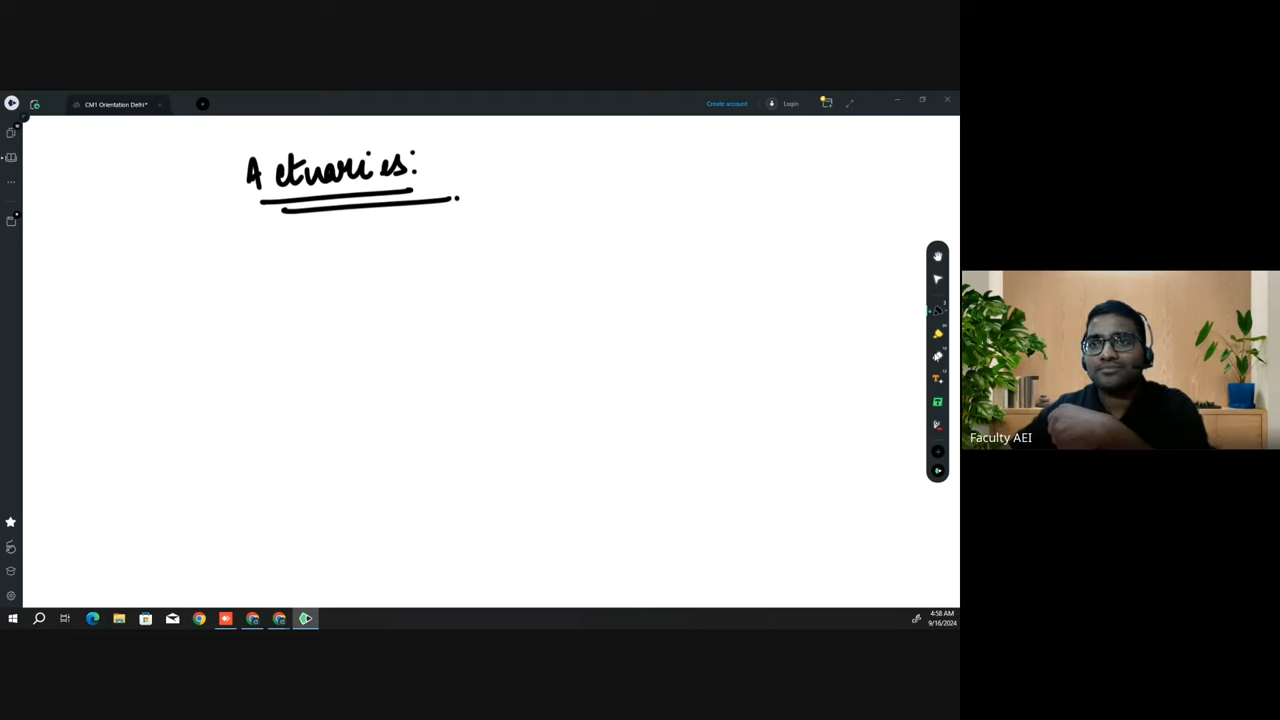 CM1 Orientation Delhi*
Create account
Login
Actuaries:
Faculty AEI
4:58 AM
9/16/2024